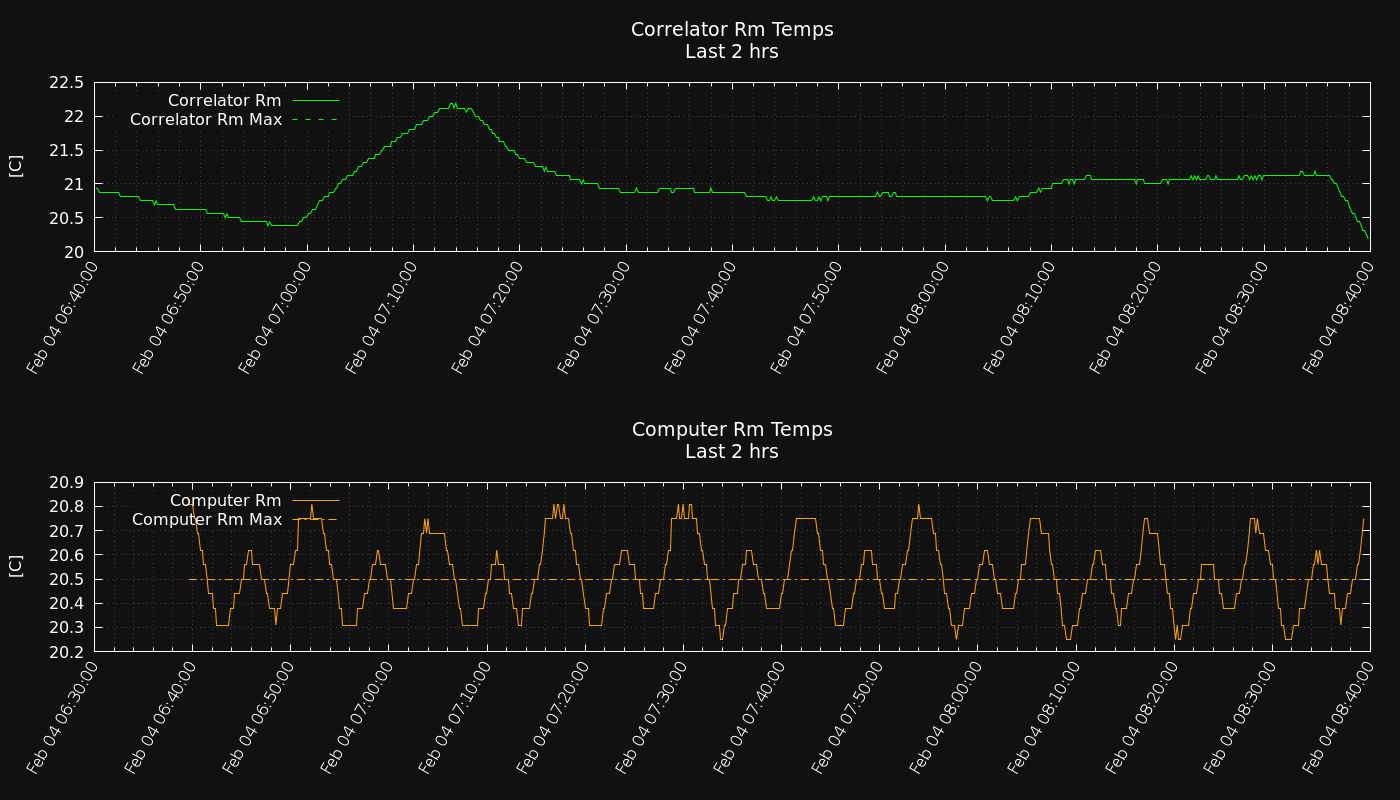 Correlator Rm Temps
Last 2 hrs
22.5
22
21.5
21
20.5
20
[C]
Correlator Rm
Correlator Rm Max
Feb 04 06:40:00
Feb 04 06:50:00
Feb 04 07:00:00
Feb 04 07:10:00
Feb 04 07:20:00
Feb 04 07:30:00
Feb 04 07:40:00
Feb 04 07:50:00
Feb 04 08:00:00
Feb 04 08:10:00
Feb 04 08:20:00
Feb 04 08:30:00
Feb 04 08:40:00
Computer Rm Temps
Last 2 hrs
20.9
20.8
20.7
20.6
20.5
20.4
20.3
20.2
[C]
Computer Rm
Computer Rm Max
Feb 04 06:30:00
Feb 04 06:40:00
Feb 04 06:50:00
Feb 04 07:00:00
Feb 04 07:10:00
Feb 04 07:20:00
Feb 04 07:30:00
Feb 04 07:40:00
Feb 04 07:50:00
Feb 04 08:00:00
Feb 04 08:10:00
Feb 04 08:20:00
Feb 04 08:30:00
Feb 04 08:40:00